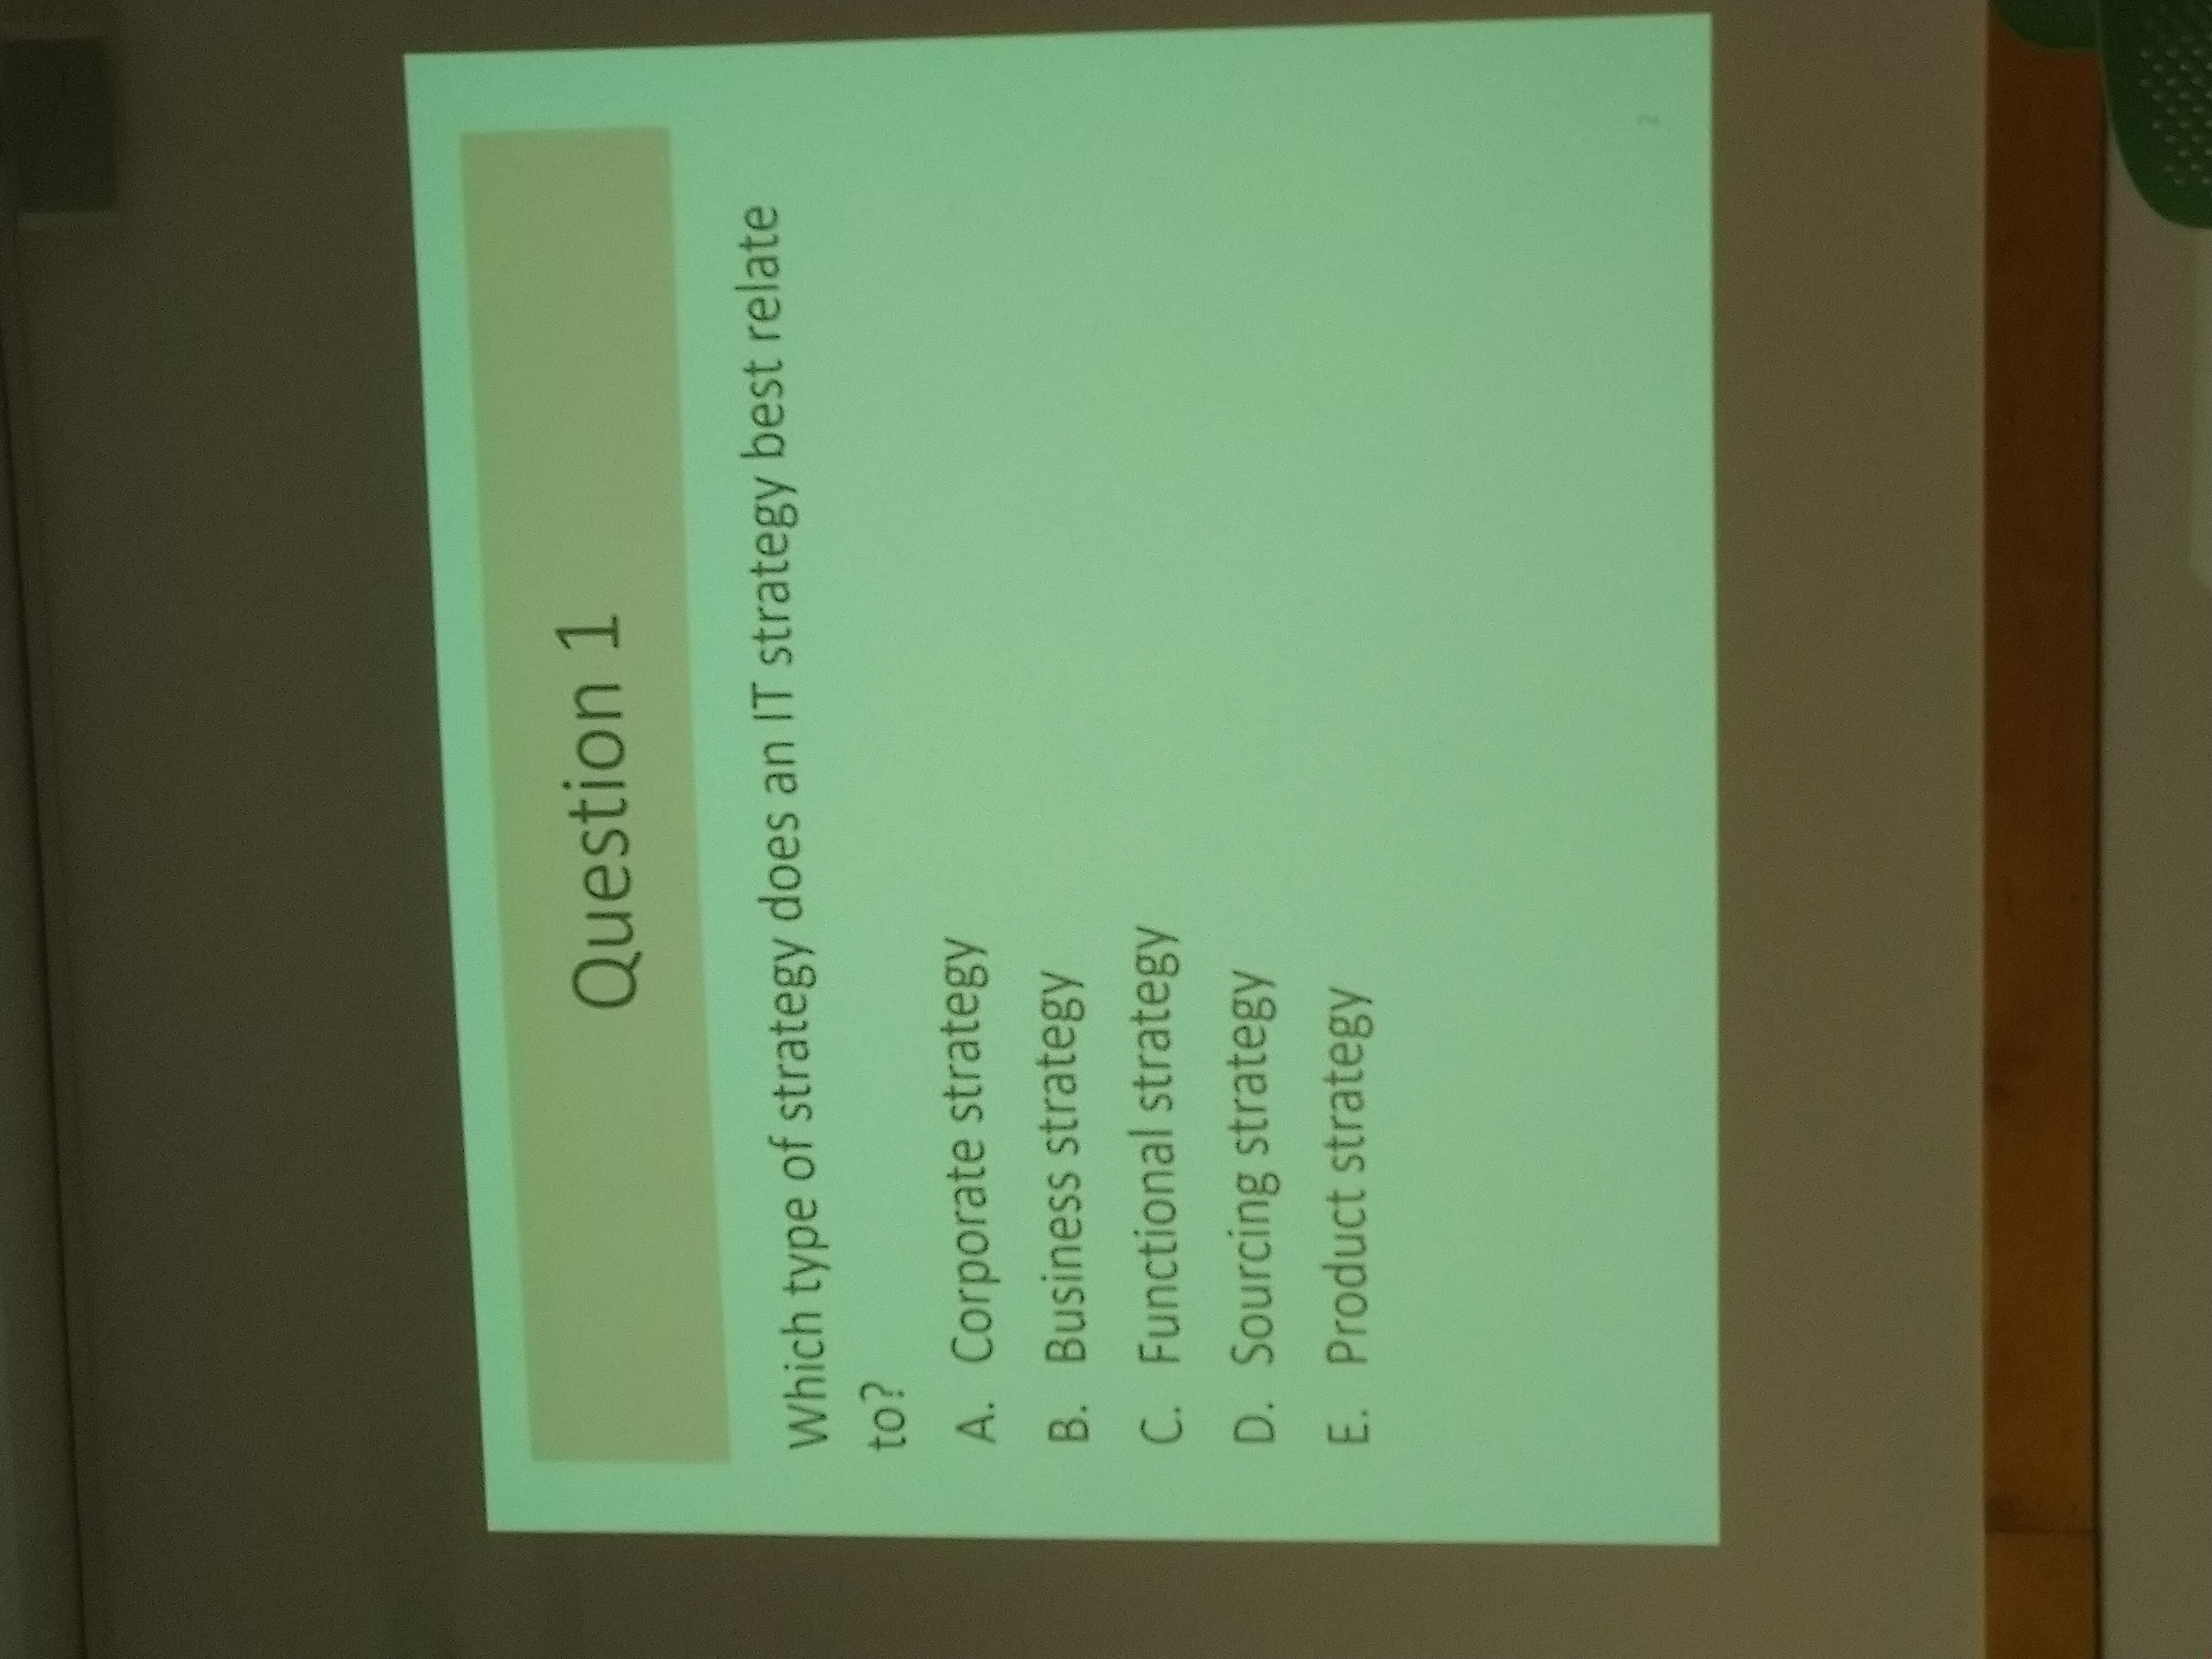 Question 1
Which type of strategy does an IT strategy best relate
to?
A. Corporate strategy
B. Business strategy
C. Functional strategy
D. Sourcing strategy
E. Product strategy
2